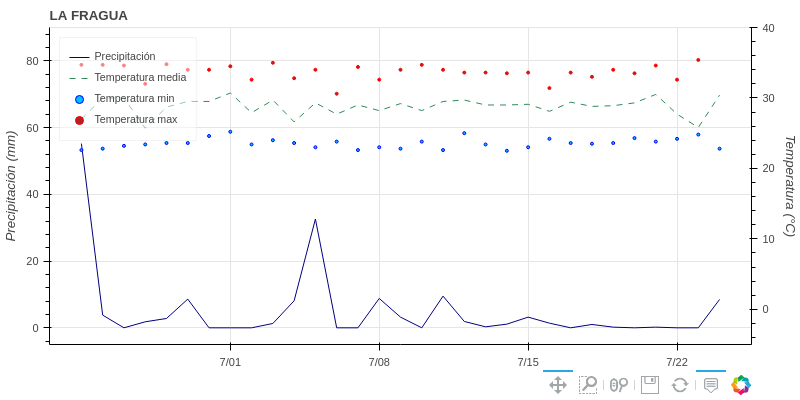 LA FRAGUA
Precipitación
Temperatura media
Temperatura min
Temperatura max
Precipitación (mm)
80
60
40
20
0
Temperatura (°C)
40
30
20
10
0
7/01
7/08
7/15
7/22